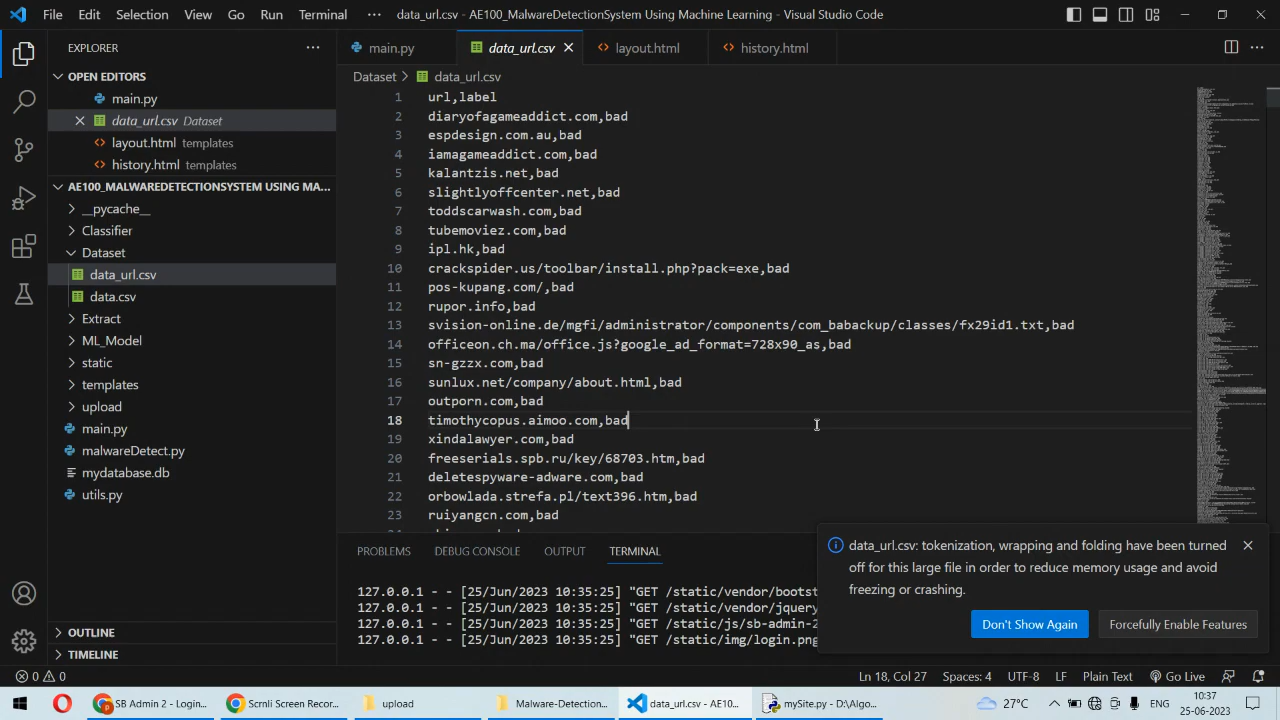 File Edit Selection View Go Run Terminal ··· data_url.csv - AE100_MalwareDetectionSystem Using Machine Learning - Visual Studio Code
EXPLORER ···
OPEN EDITORS
main.py
data_url.csv Dataset
layout.html templates
history.html templates
AE100_MALWAREDETECTIONSYSTEM USING MA...
__pycache__
Classifier
Dataset
data_url.csv
data.csv
Extract
ML_Model
static
templates
upload
main.py
malwareDetect.py
mydatabase.db
utils.py
OUTLINE
TIMELINE
main.py data_url.csv layout.html history.html ···
Dataset > data_url.csv
1 url,label
2 diaryofagameaddict.com,bad
3 espdesign.com.au,bad
4 iamagameaddict.com,bad
5 kalantzis.net,bad
6 slightlyoffcenter.net,bad
7 toddscarwash.com,bad
8 tubemoviez.com,bad
9 ipl.hk,bad
10 crackspider.us/toolbar/install.php?pack=exe,bad
11 pos-kupang.com/,bad
12 rupor.info,bad
13 svision-online.de/mgfi/administrator/components/com_babackup/classes/fx29id1.txt,bad
14 officeon.ch.ma/office.js?google_ad_format=728x90_as,bad
15 sn-gzzx.com,bad
16 sunlux.net/company/about.html,bad
17 outporn.com,bad
18 timothycopus.aimoo.com,bad
19 xindalawyer.com,bad
20 freeserials.spb.ru/key/68703.htm,bad
21 deletespyware-adware.com,bad
22 orbowlada.strefa.pl/text396.htm,bad
23 ruiyangcn.com,bad
PROBLEMS DEBUG CONSOLE OUTPUT TERMINAL
127.0.0.1 - - [25/Jun/2023 10:35:25] "GET /static/vendor/bootst
127.0.0.1 - - [25/Jun/2023 10:35:25] "GET /static/vendor/jquery
127.0.0.1 - - [25/Jun/2023 10:35:25] "GET /static/js/sb-admin-2
127.0.0.1 - - [25/Jun/2023 10:35:25] "GET /static/img/login.png
data_url.csv: tokenization, wrapping and folding have been turned
off for this large file in order to reduce memory usage and avoid
freezing or crashing.
Don't Show Again Forcefully Enable Features
0 0 Ln 18, Col 27 Spaces: 4 UTF-8 LF Plain Text Go Live
SB Admin 2 - Login... Scrnli Screen Recor... upload Malware-Detection... data_url.csv - AE10... mySite.py - D:\Algo... 27°C ENG 10:37
25-06-2023